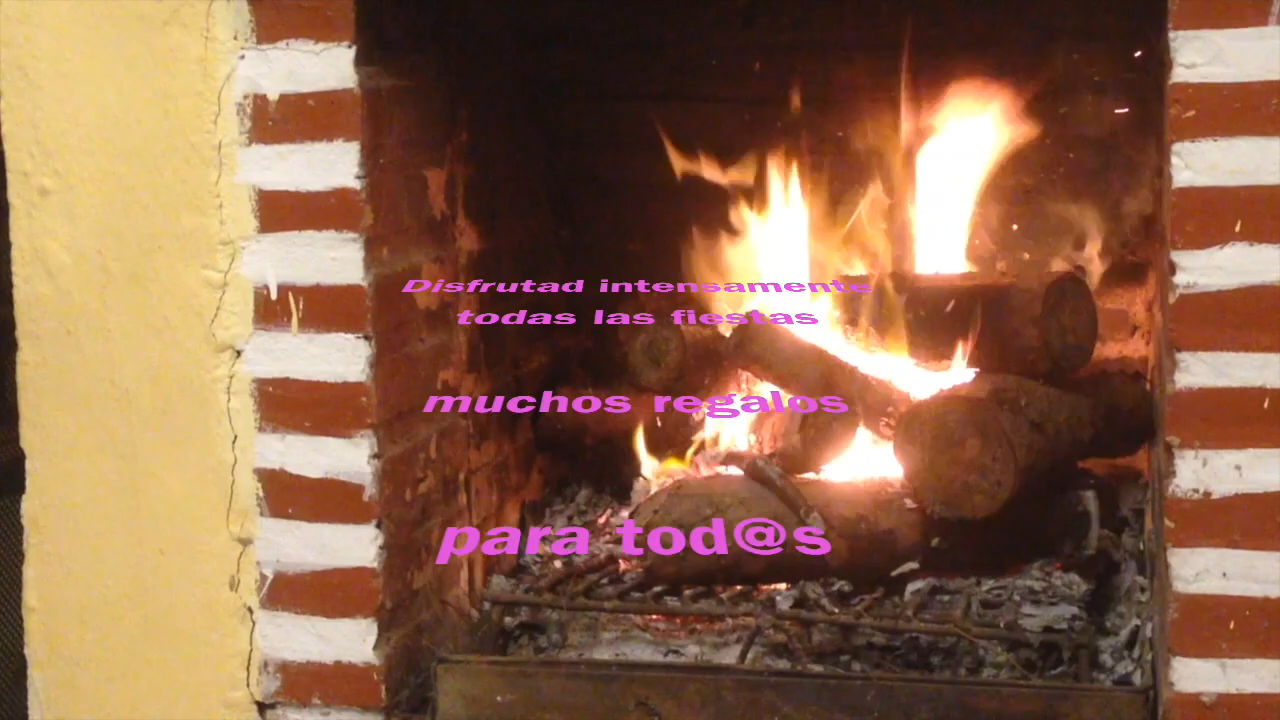 Disfrutad intensamente
todas las fiestas
muchos regalos
para tod@s